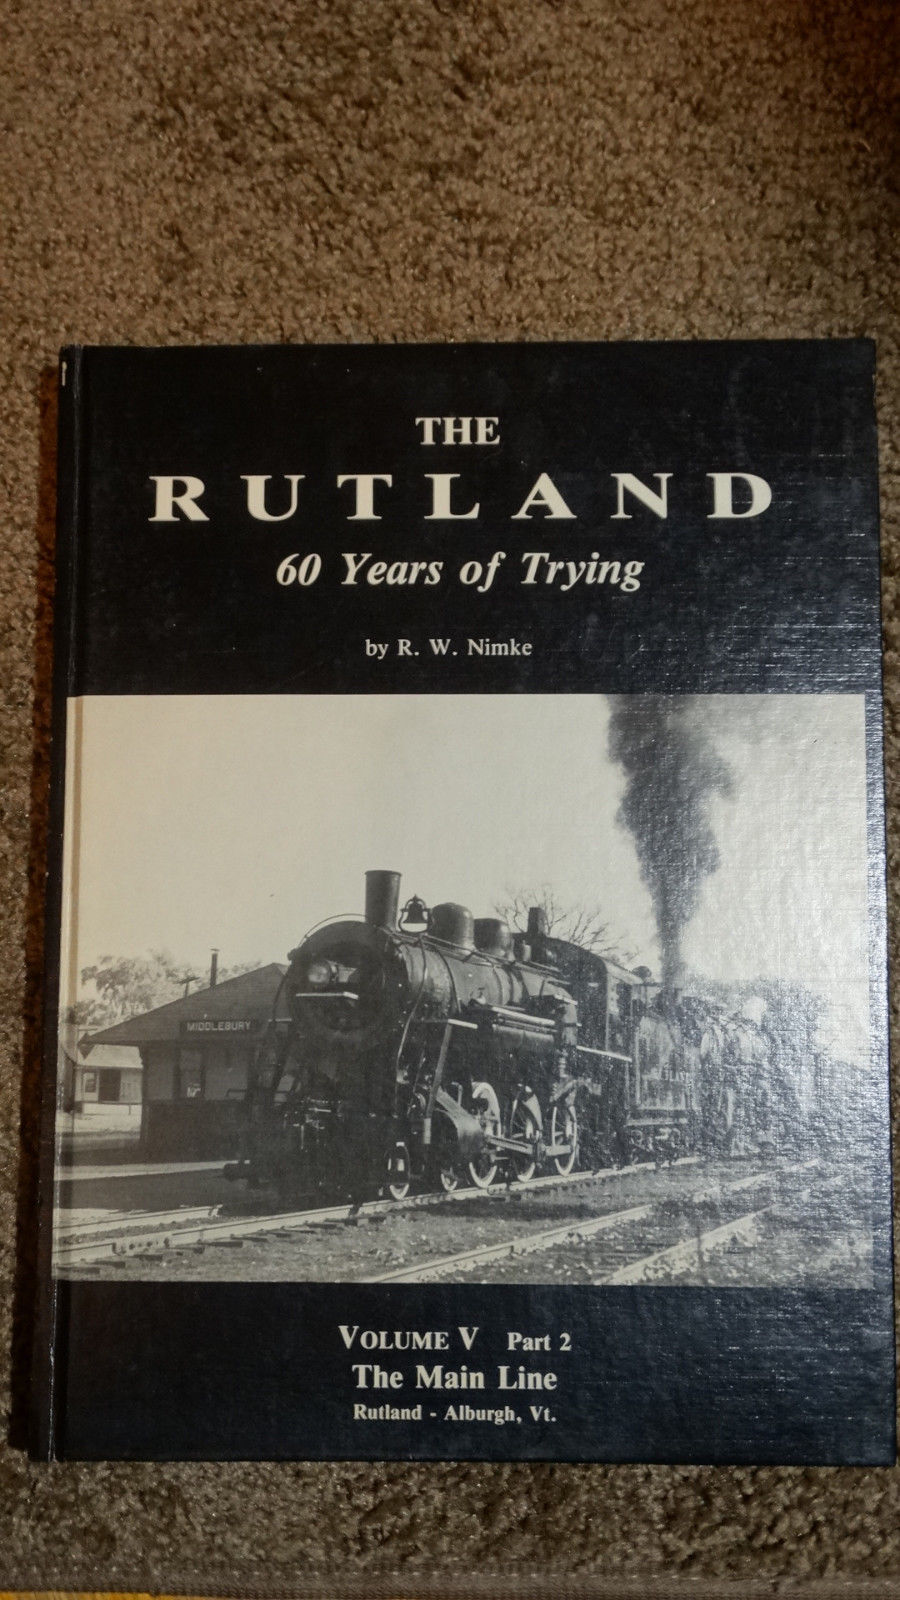 THE
RUTLAND
60 Years of Trying
by R. W. Nimke
MIDDLEBURY
VOLUME V Part 2
The Main Line
Rutland - Alburgh, Vt.